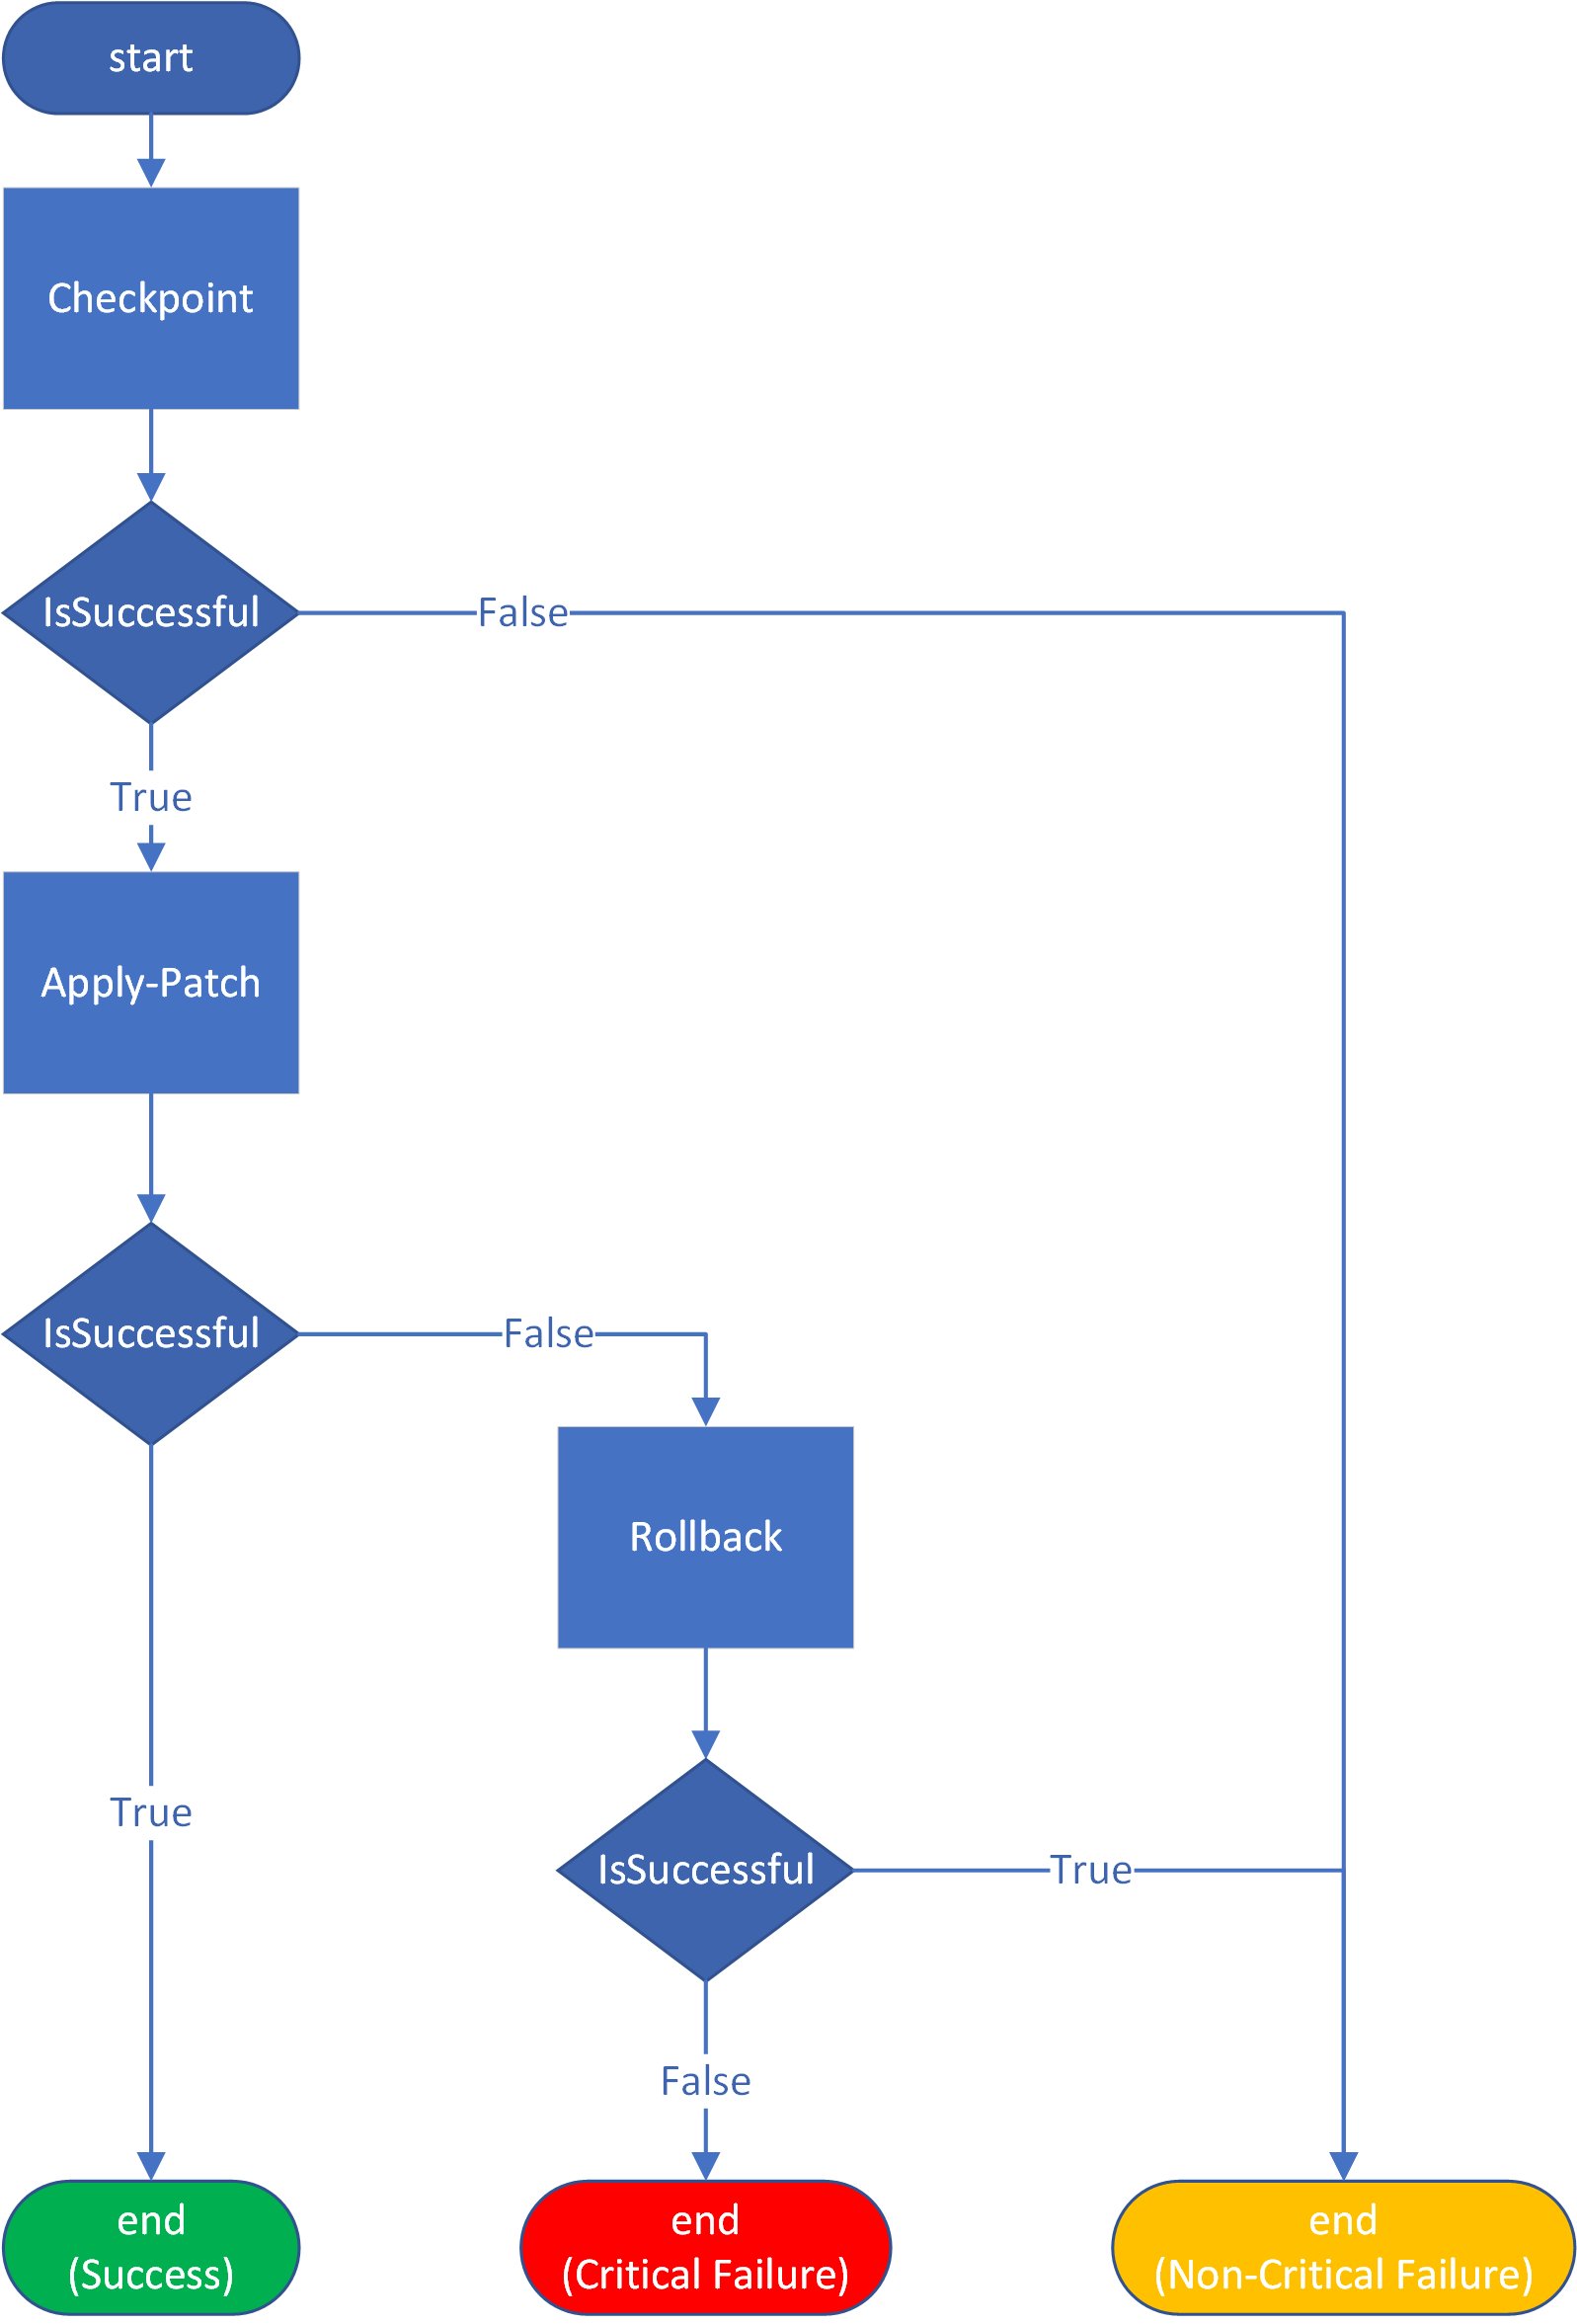 start
Checkpoint
IsSuccessful
False
True
Apply-Patch
IsSuccessful
False
Rollback
True
IsSuccessful
True
False
end
(Success)
end
(Critical Failure)
end
(Non-Critical Failure)